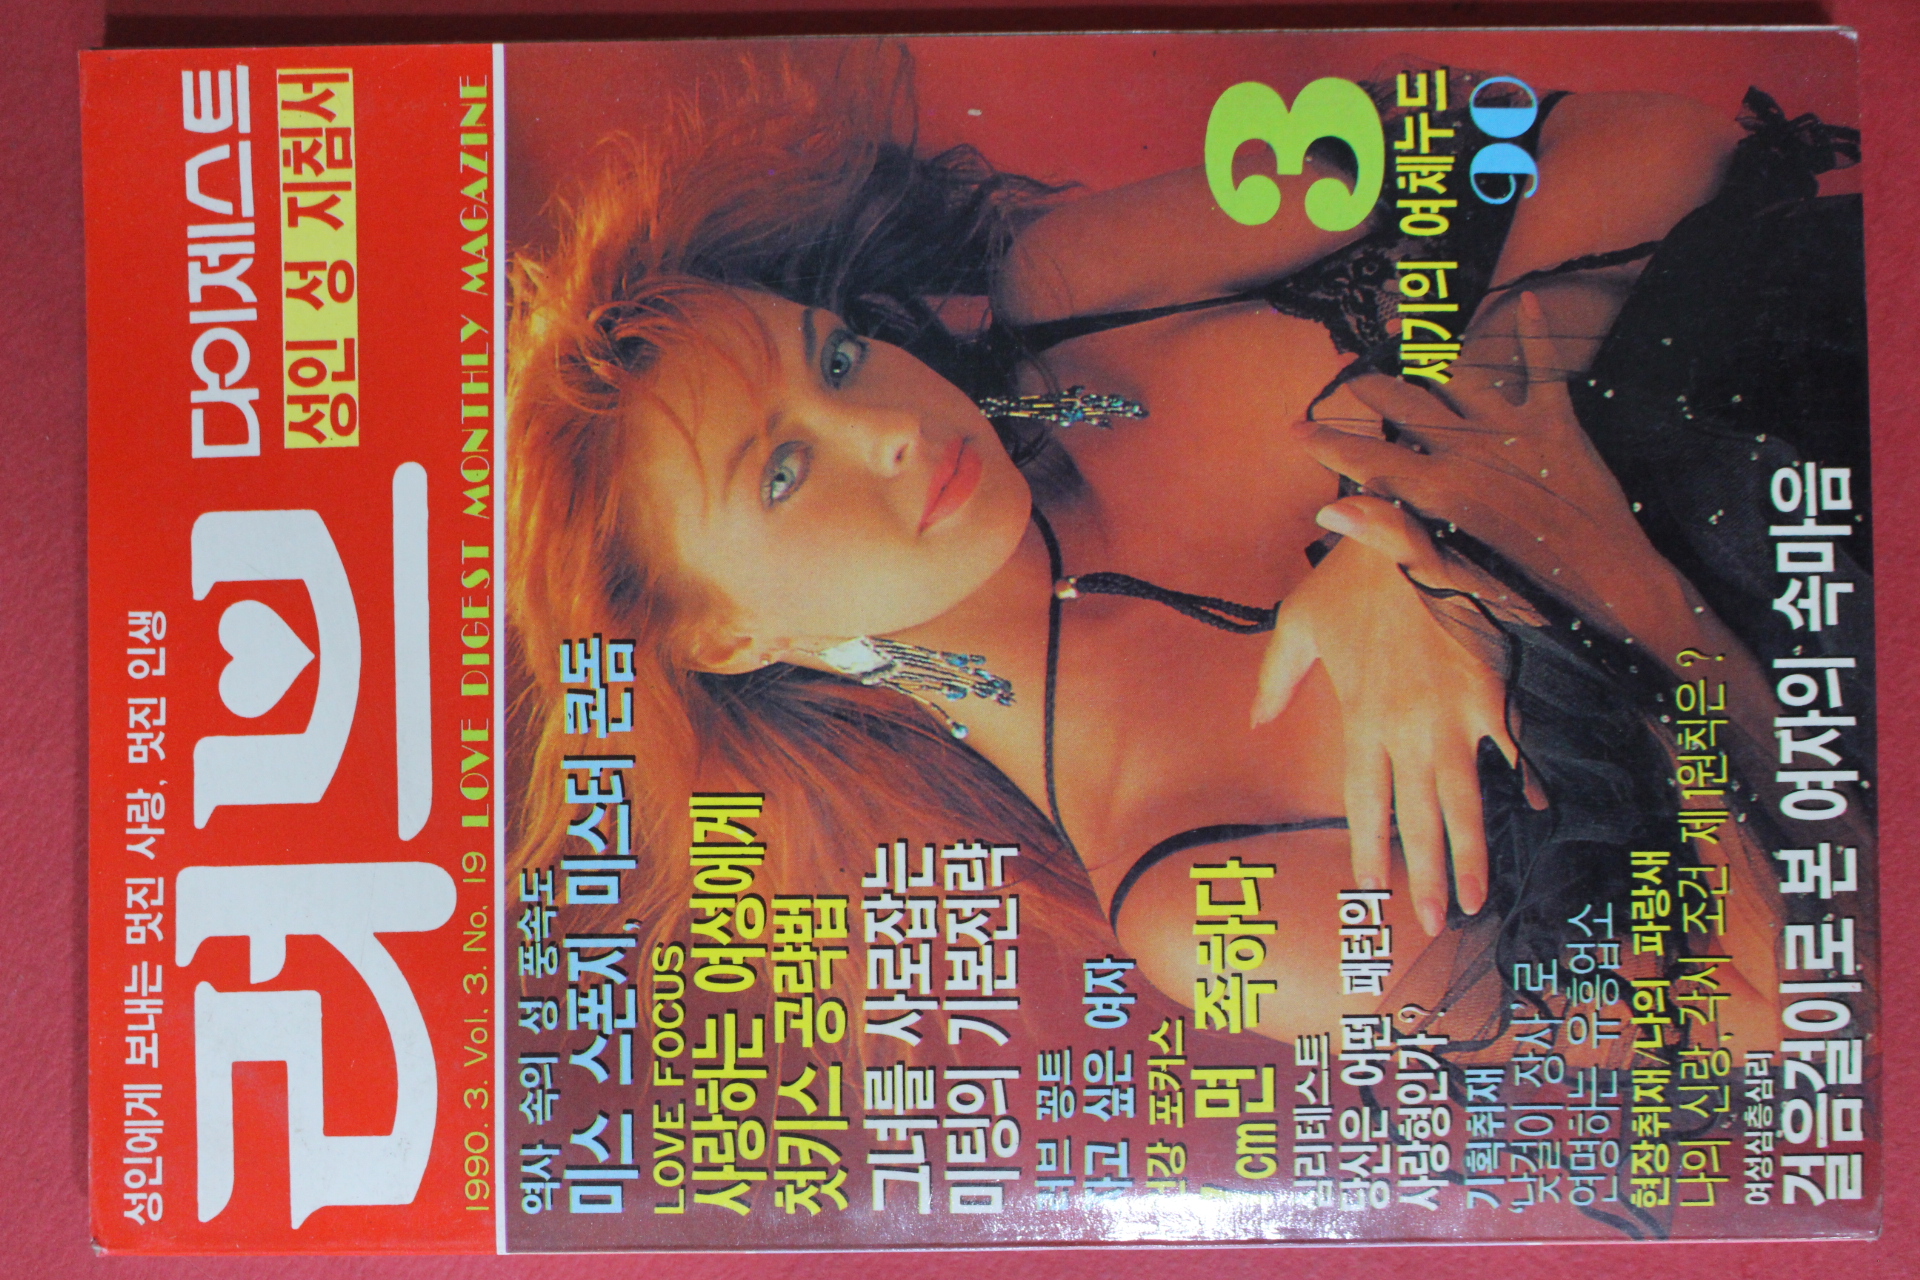 성인에게 보내는 멋진 사랑, 멋진 인생
러브
다이제스트
성인 성 지침서
1990. 3. Vol. 3. No. 19 LOVE DIGEST MONTHLY MAGAZINE
3
세기의 여체누드
90
역사 속의 성 풍속도
미스 스폰지, 미스터 콘돔
LOVE FOCUS
사랑하는 여성에게
첫키스 공략법
그녀를 사로잡는
미팅의 기본전략
러브 꽁트
자고 싶은 여자
건강 포커스
7cm면 족하다
심리테스트
당신은 어떤 패턴의
사랑형인가?
기획취재
'낮걸이 장사'로
연명하는 유흥업소
현장취재/나의 파랑새
나의 신랑, 각시 조건 제1원칙은?
여성심층심리
걸음걸이로 본 여자의 속마음